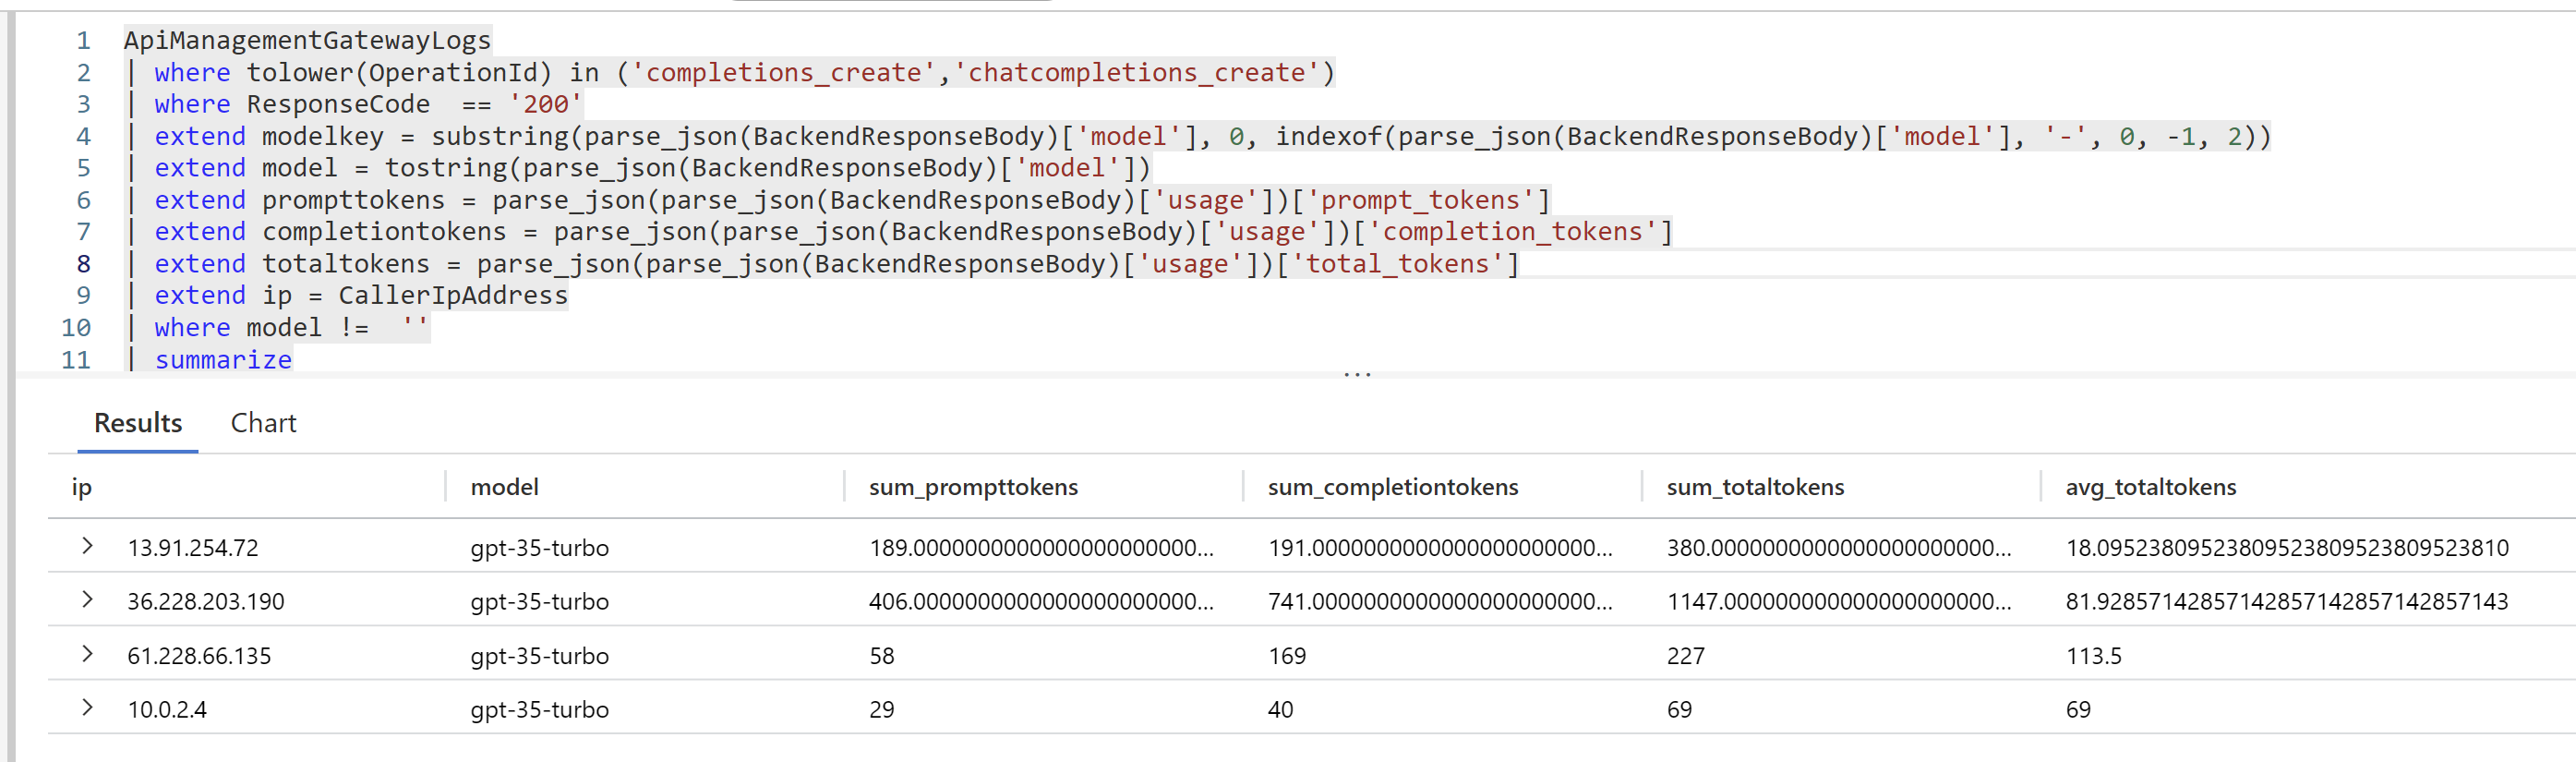 1 ApiManagementGatewayLogs
2 | where tolower(OperationId) in ('completions_create','chatcompletions_create')
3 | where ResponseCode  == '200'
4 | extend modelkey = substring(parse_json(BackendResponseBody)['model'], 0, indexof(parse_json(BackendResponseBody)['model'], '-', 0, -1, 2))
5 | extend model = tostring(parse_json(BackendResponseBody)['model'])
6 | extend prompttokens = parse_json(parse_json(BackendResponseBody)['usage'])['prompt_tokens']
7 | extend completiontokens = parse_json(parse_json(BackendResponseBody)['usage'])['completion_tokens']
8 | extend totaltokens = parse_json(parse_json(BackendResponseBody)['usage'])['total_tokens']
9 | extend ip = CallerIpAddress
10 | where model !=  ''
11 | summarize
...
Results Chart
ip model sum_prompttokens sum_completiontokens sum_totaltokens avg_totaltokens
13.91.254.72 gpt-35-turbo 189.0000000000000000000000... 191.0000000000000000000000... 380.0000000000000000000000... 18.095238095238095238095238095238​10
36.228.203.190 gpt-35-turbo 406.0000000000000000000000... 741.0000000000000000000000... 1147.000000000000000000000... 81.928571428571428571428571428571​43
61.228.66.135 gpt-35-turbo 58 169 227 113.5
10.0.2.4 gpt-35-turbo 29 40 69 69